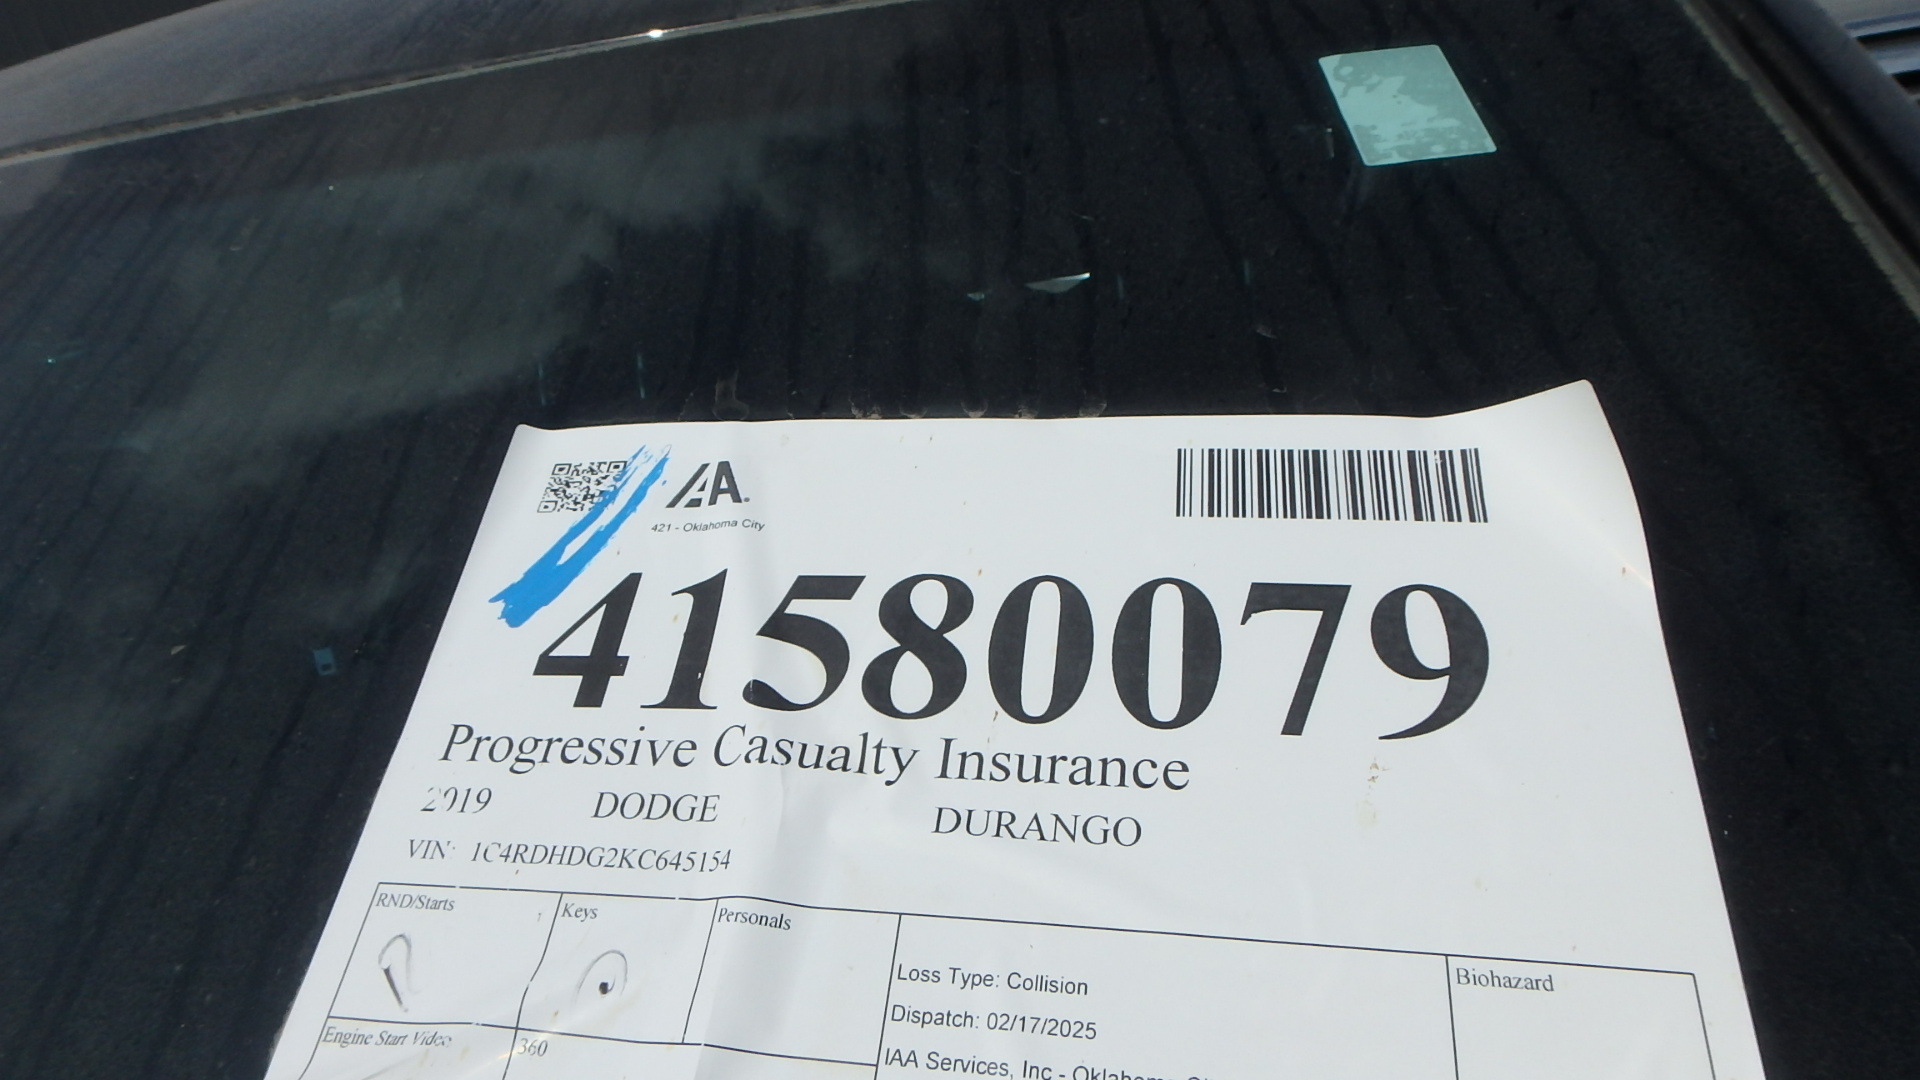 IAA
421 - Oklahoma City
41580079
Progressive Casualty Insurance
2019 DODGE DURANGO
VIN: 1C4RDHDG2KC645154
RND/Starts Keys Personals
Loss Type: Collision Biohazard
Dispatch: 02/17/2025
Engine Start Video 360
IAA Services, Inc - Oklahoma